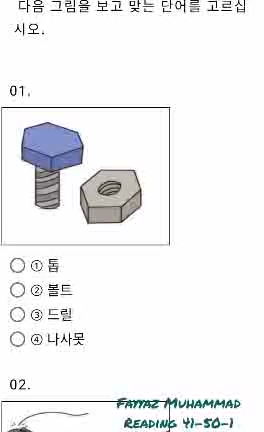 다음 그림을 보고 맞는 단어를 고르십
시오.
01.
① 톱
② 볼트
③ 드릴
④ 나사못
02.
FAYYAZ MUHAMMAD
READING 41-50-1